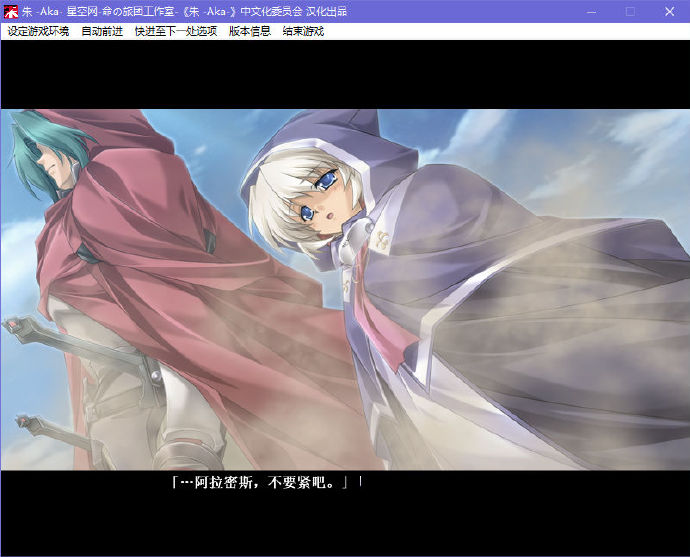 朱 -Aka- 星空网-命の旅团工作室-《朱 -Aka-》中文化委员会 汉化出品
设定游戏环境 自动前进 快进至下一处选项 版本信息 结束游戏
「…阿拉密斯，不要紧吧。」